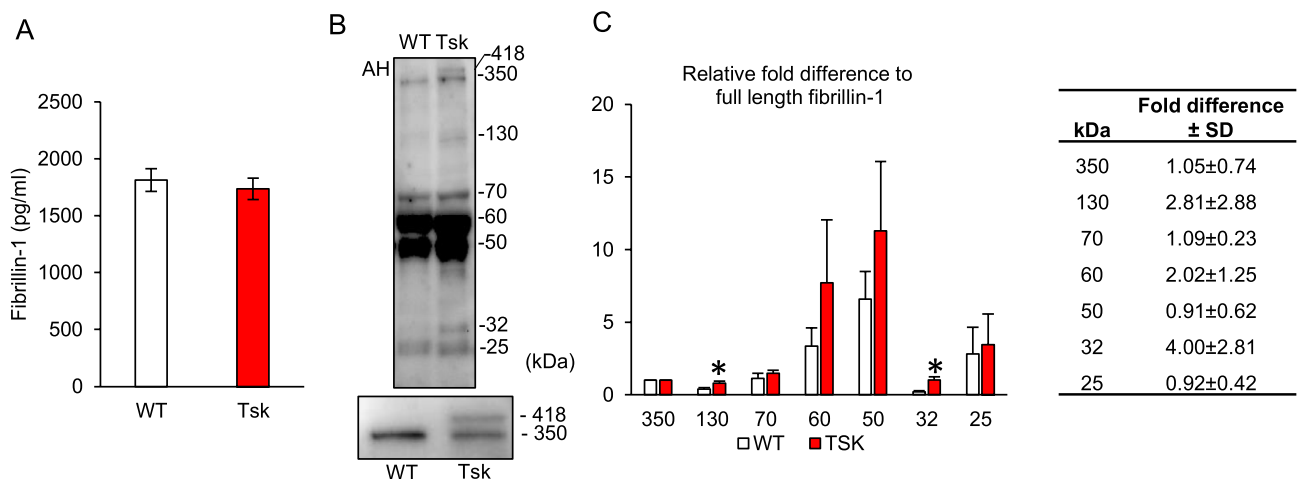 A
2500
2000
1500
1000
500
0
Fibrillin-1 (pg/ml)
WT
Tsk
B
WT Tsk
AH
-418
-350
-130
-70
-60
-50
-32
-25
(kDa)
- 418
- 350
WT
Tsk
C
Relative fold difference to
full length fibrillin-1
20
15
10
5
0
*
*
350 130 70 60 50 32 25
WT TSK
kDa Fold difference ± SD
350 1.05±0.74
130 2.81±2.88
70 1.09±0.23
60 2.02±1.25
50 0.91±0.62
32 4.00±2.81
25 0.92±0.42